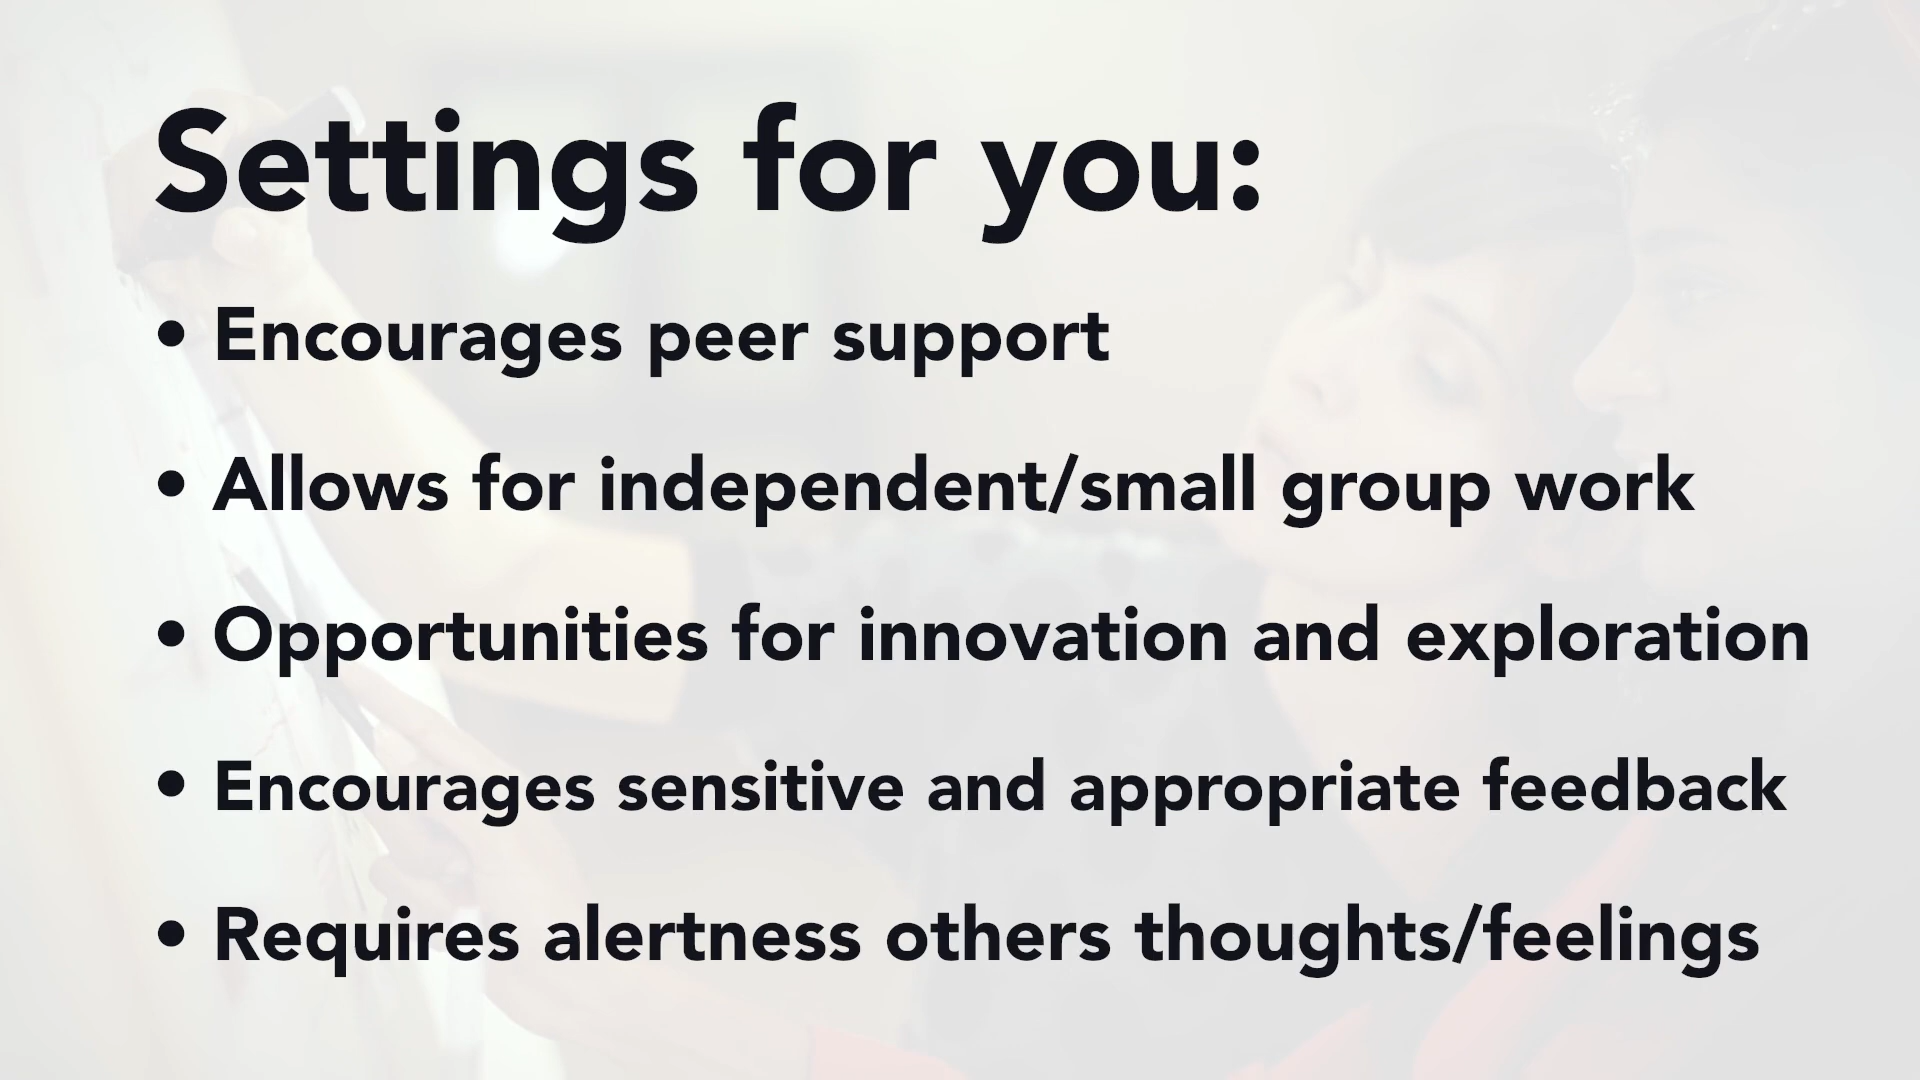 Settings for you:
• Encourages peer support
• Allows for independent/small group work
• Opportunities for innovation and exploration
• Encourages sensitive and appropriate feedback
• Requires alertness others thoughts/feelings